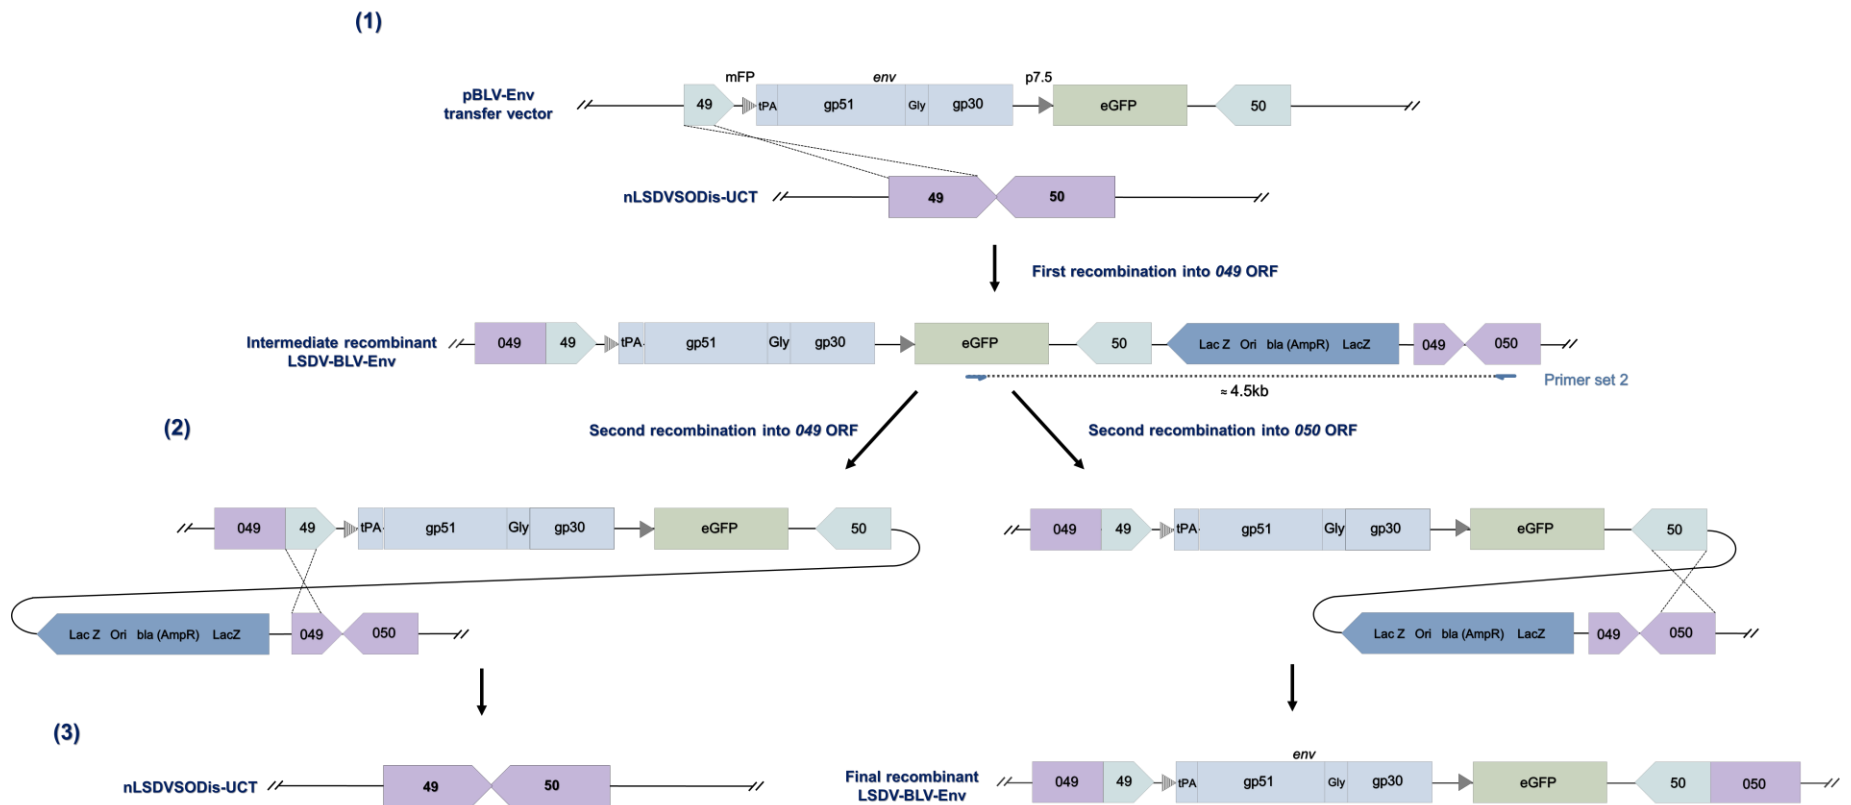 (1)
mFP env p7.5
pBLV-Env
transfer vector
49 tPA gp51 Gly gp30 eGFP 50
nLSDVSODis-UCT
49 50
First recombination into 049 ORF
Intermediate recombinant
LSDV-BLV-Env
049 49 tPA gp51 Gly gp30 eGFP 50 Lac Z Ori bla (AmpR) LacZ 049 050
≈ 4.5kb
Primer set 2
(2)
Second recombination into 049 ORF
Second recombination into 050 ORF
049 49 tPA gp51 Gly gp30 eGFP 50
Lac Z Ori bla (AmpR) LacZ 049 050
049 49 tPA gp51 Gly gp30 eGFP 50
Lac Z Ori bla (AmpR) LacZ 049 050
(3)
nLSDVSODis-UCT
49 50
env
Final recombinant
LSDV-BLV-Env
049 49 tPA gp51 Gly gp30 eGFP 50 050